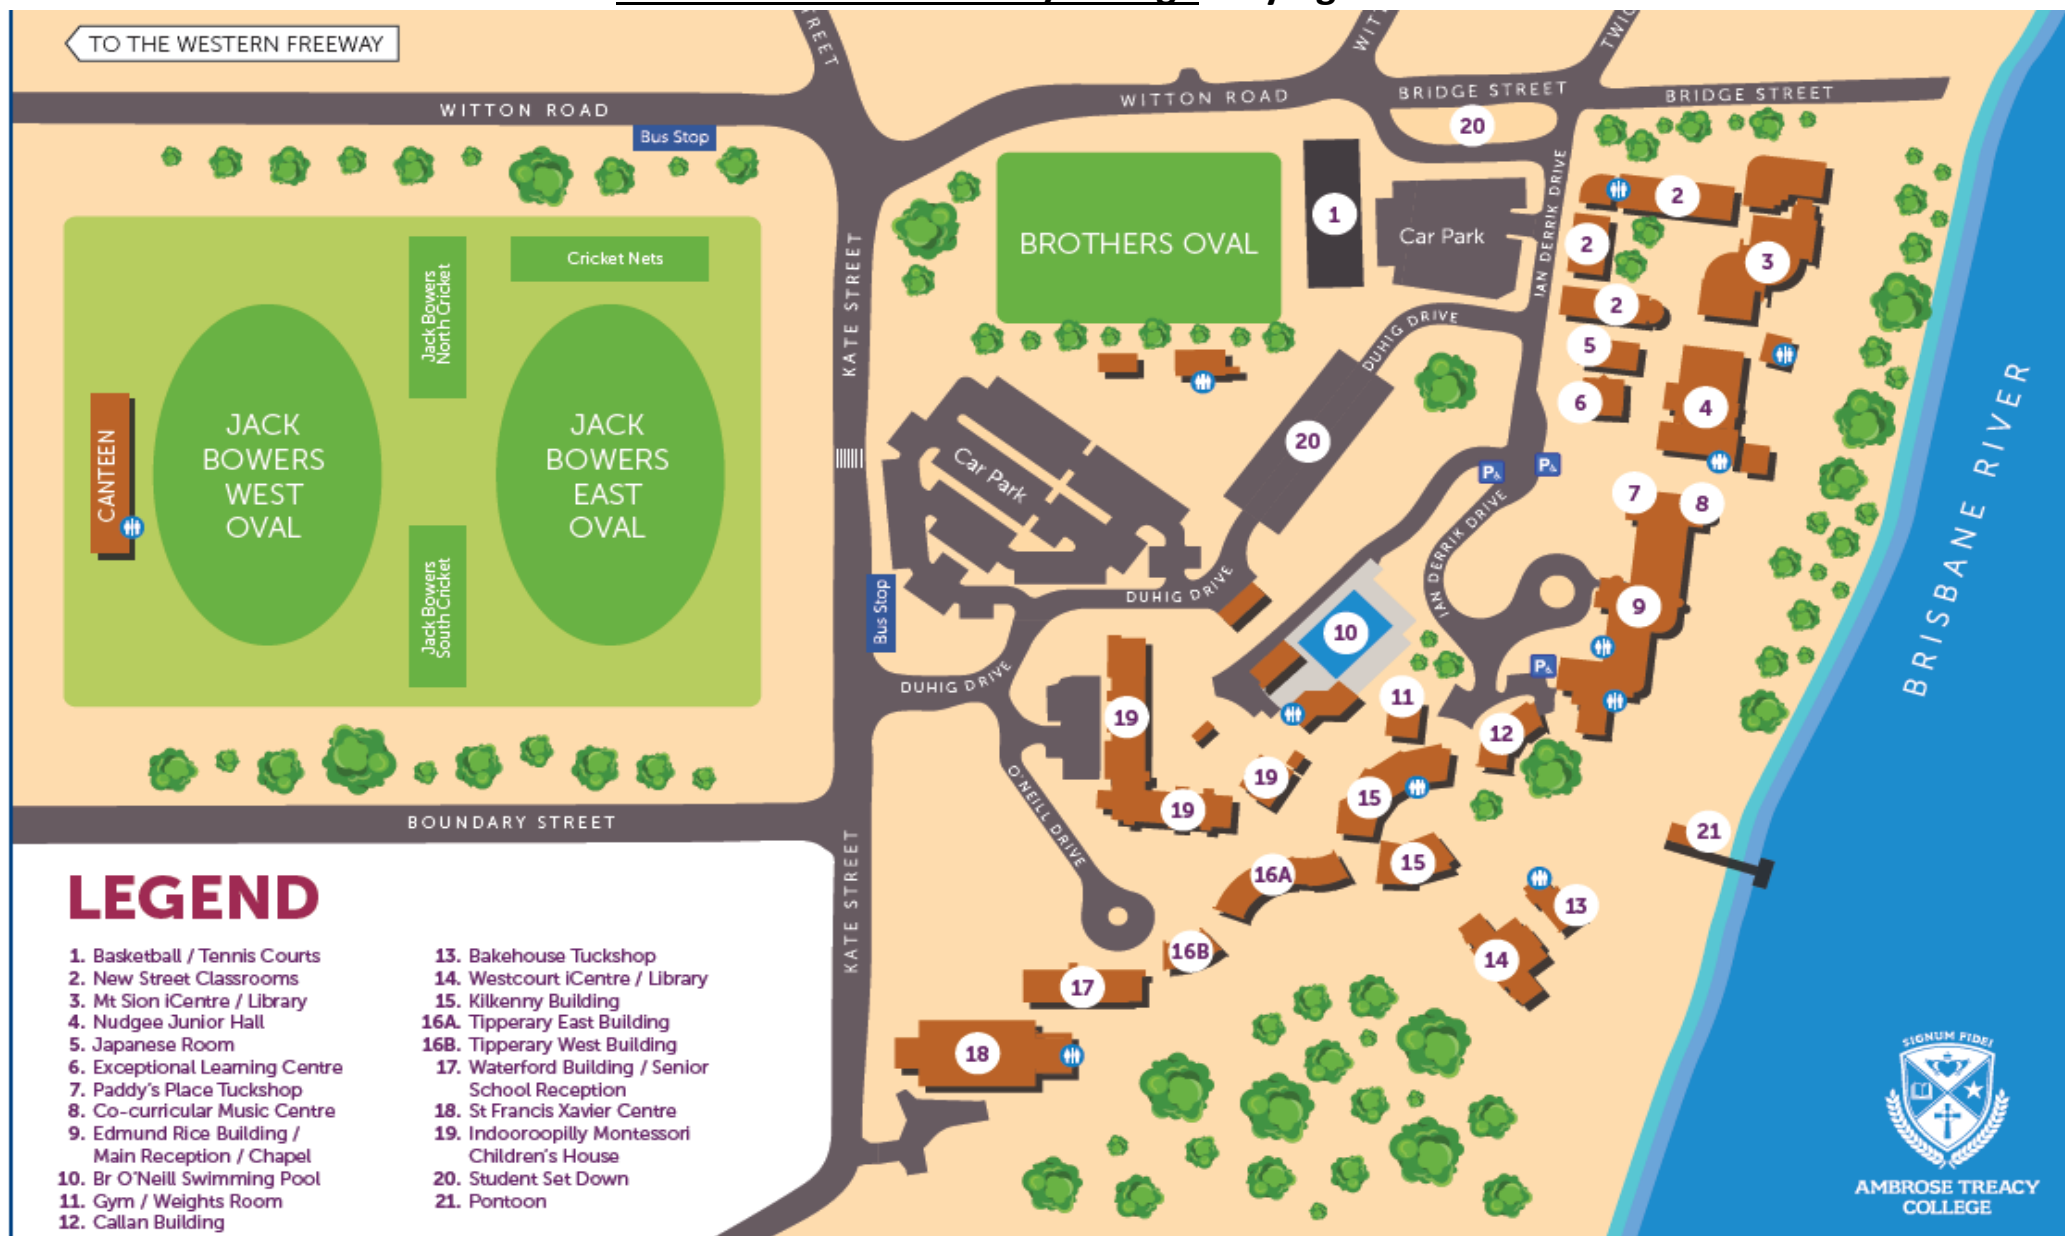 TO THE WESTERN FREEWAY
WITTON ROAD
Bus Stop
WITTON ROAD
BRIDGE STREET
BRIDGE STREET
20
KATE STREET
BROTHERS OVAL
1
Car Park
IAN DERRIK DRIVE
2
2
2
3
5
6
4
Cricket Nets
Jack Bowers
North Cricket
CANTEEN
JACK
BOWERS
WEST
OVAL
JACK
BOWERS
EAST
OVAL
Jack Bowers
South Cricket
Car Park
DUHIG DRIVE
20
P
P
7
8
IAN DERRIK DRIVE
BRISBANE RIVER
Bus Stop
DUHIG DRIVE
10
9
P
DUHIG DRIVE
19
11
12
19
19
15
15
O'NEILL DRIVE
21
BOUNDARY STREET
KATE STREET
16A
13
16B
14
17
18
LEGEND
1. Basketball / Tennis Courts
2. New Street Classrooms
3. Mt Sion iCentre / Library
4. Nudgee Junior Hall
5. Japanese Room
6. Exceptional Learning Centre
7. Paddy's Place Tuckshop
8. Co-curricular Music Centre
9. Edmund Rice Building /
Main Reception / Chapel
10. Br O'Neill Swimming Pool
11. Gym / Weights Room
12. Callan Building
13. Bakehouse Tuckshop
14. Westcourt iCentre / Library
15. Kilkenny Building
16A. Tipperary East Building
16B. Tipperary West Building
17. Waterford Building / Senior
School Reception
18. St Francis Xavier Centre
19. Indooroopilly Montessori
Children's House
20. Student Set Down
21. Pontoon
SIGNUM FIDEI
AMBROSE TREACY
COLLEGE